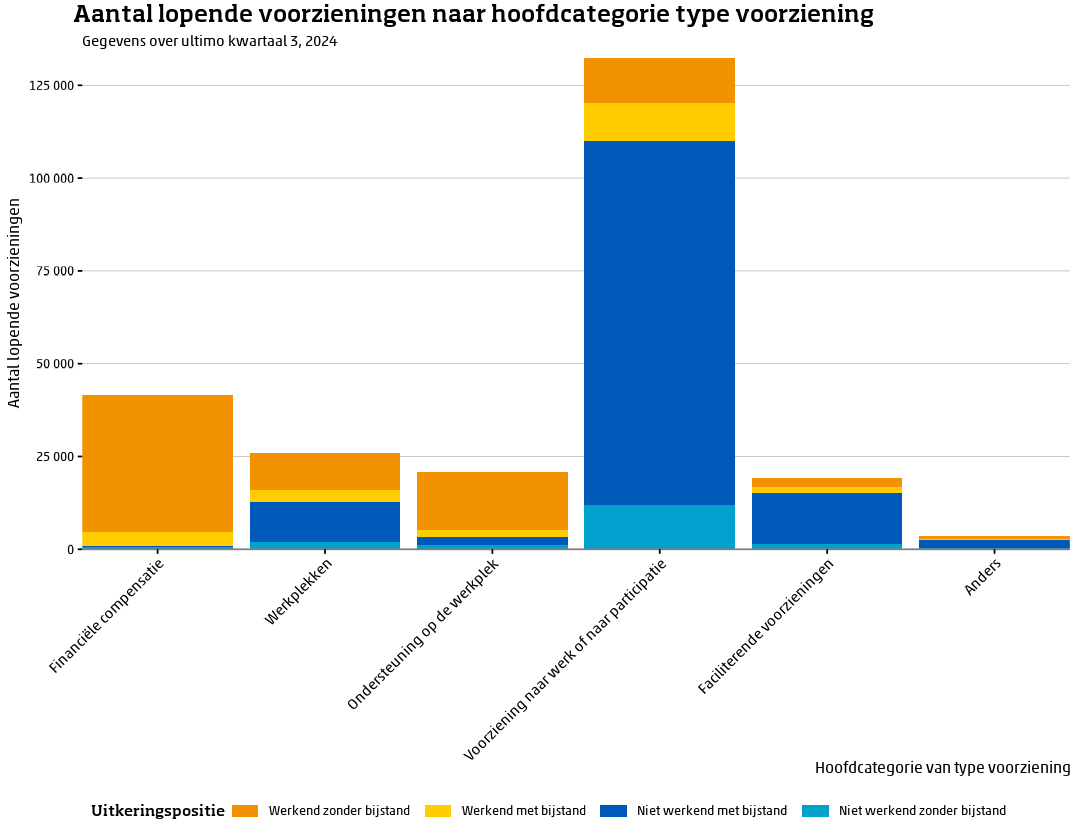 Aantal lopende voorzieningen naar hoofdcategorie type voorziening
Gegevens over ultimo kwartaal 3, 2024
Aantal lopende voorzieningen
125 000
100 000
75 000
50 000
25 000
0
Financiële compensatie
Werkplekken
Ondersteuning op de werkplek
Voorziening naar werk of naar participatie
Faciliterende voorzieningen
Anders
Hoofdcategorie van type voorziening
Uitkeringspositie Werkend zonder bijstand Werkend met bijstand Niet werkend met bijstand Niet werkend zonder bijstand